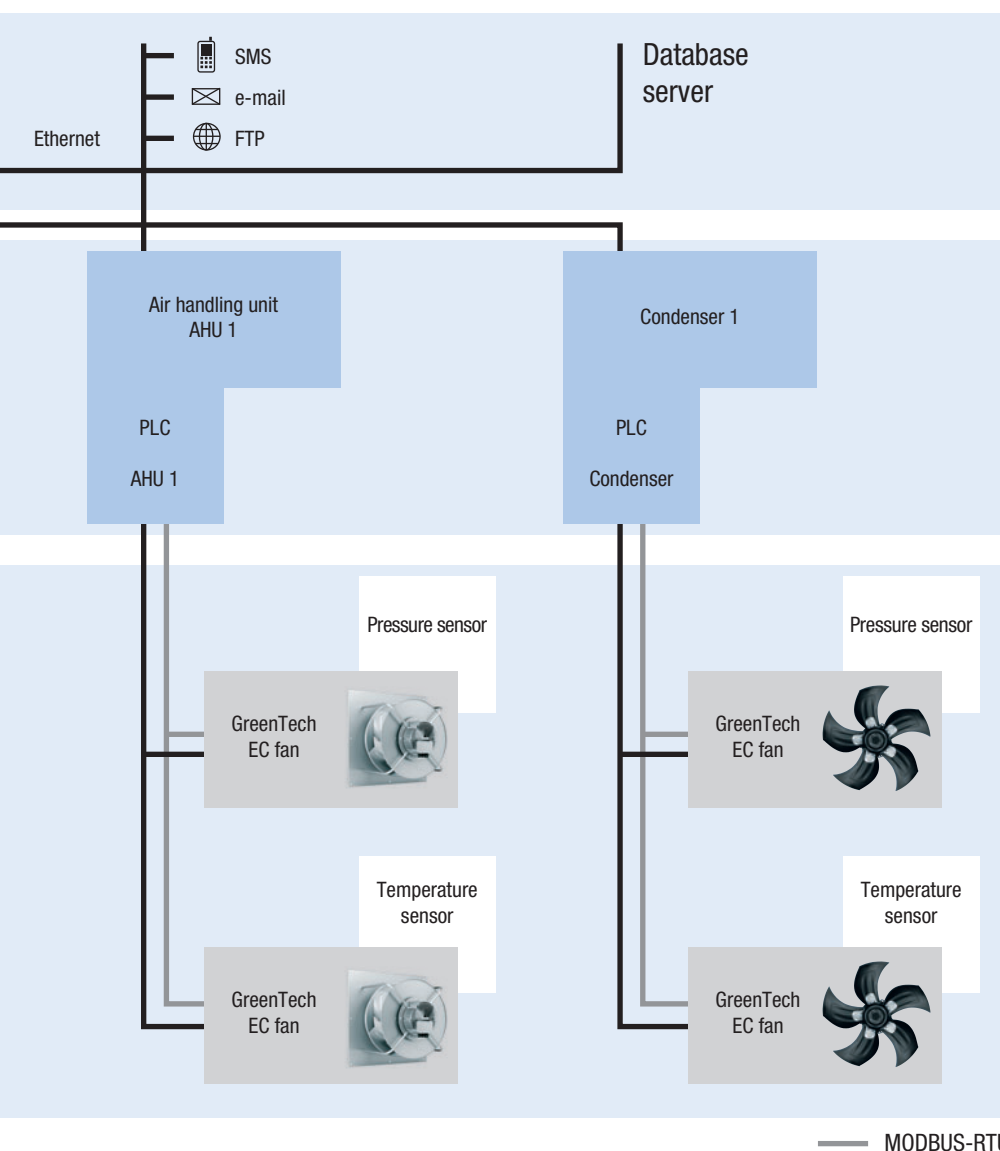 SMS
Database
server
e-mail
Ethernet
FTP
Air handling unit
AHU 1
Condenser 1
PLC
AHU 1
PLC
Condenser
Pressure sensor
Pressure sensor
GreenTech
EC fan
GreenTech
EC fan
Temperature
sensor
Temperature
sensor
GreenTech
EC fan
GreenTech
EC fan
MODBUS-RTU